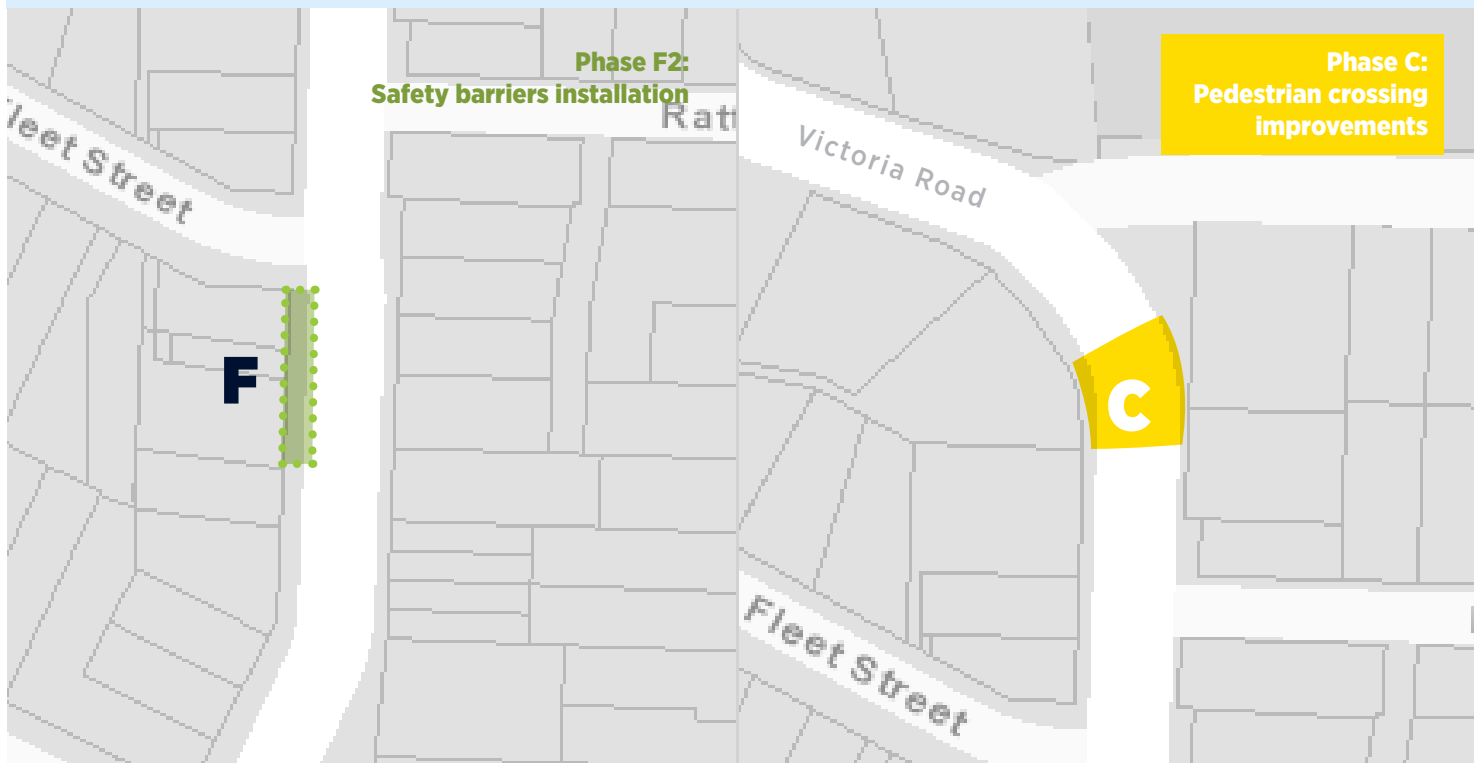 Phase F2:
Safety barriers installation
Fleet Street
F
Phase C:
Pedestrian crossing
improvements
Victoria Road
C
Fleet Street